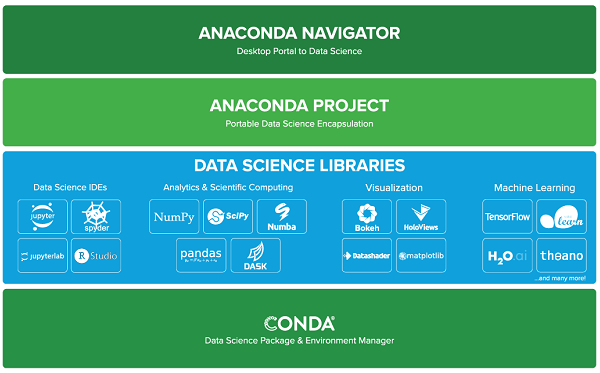 ANACONDA NAVIGATOR
Desktop Portal to Data Science
ANACONDA PROJECT
Portable Data Science Encapsulation
DATA SCIENCE LIBRARIES
Data Science IDEs
jupyter
spyder
jupyterlab
R Studio
Analytics & Scientific Computing
NumPy
SciPy
Numba
pandas
DASK
Visualization
Bokeh
HoloViews
Datashader
matplotlib
Machine Learning
TensorFlow
learn
H2O.ai
theano
...and many more!
CONDA®
Data Science Package & Environment Manager